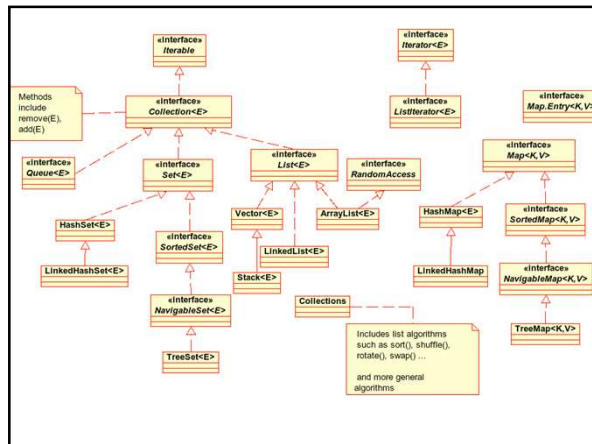 «interface»
Iterable
«interface»
Iterator<E>
Methods
include
remove(E),
add(E)
«interface»
Collection<E>
«interface»
ListIterator<E>
«interface»
Map.Entry<K,V>
«interface»
Queue<E>
«interface»
Set<E>
«interface»
List<E>
«interface»
RandomAccess
«interface»
Map<K,V>
HashSet<E>
Vector<E>
ArrayList<E>
HashMap<E>
«interface»
SortedMap<K,V>
«interface»
SortedSet<E>
LinkedHashSet<E>
LinkedList<E>
Stack<E>
LinkedHashMap
«interface»
NavigableMap<K,V>
«interface»
NavigableSet<E>
Collections
TreeMap<K,V>
TreeSet<E>
Includes list algorithms
such as sort(), shuffle(),
rotate(), swap() ...
and more general
algorithms